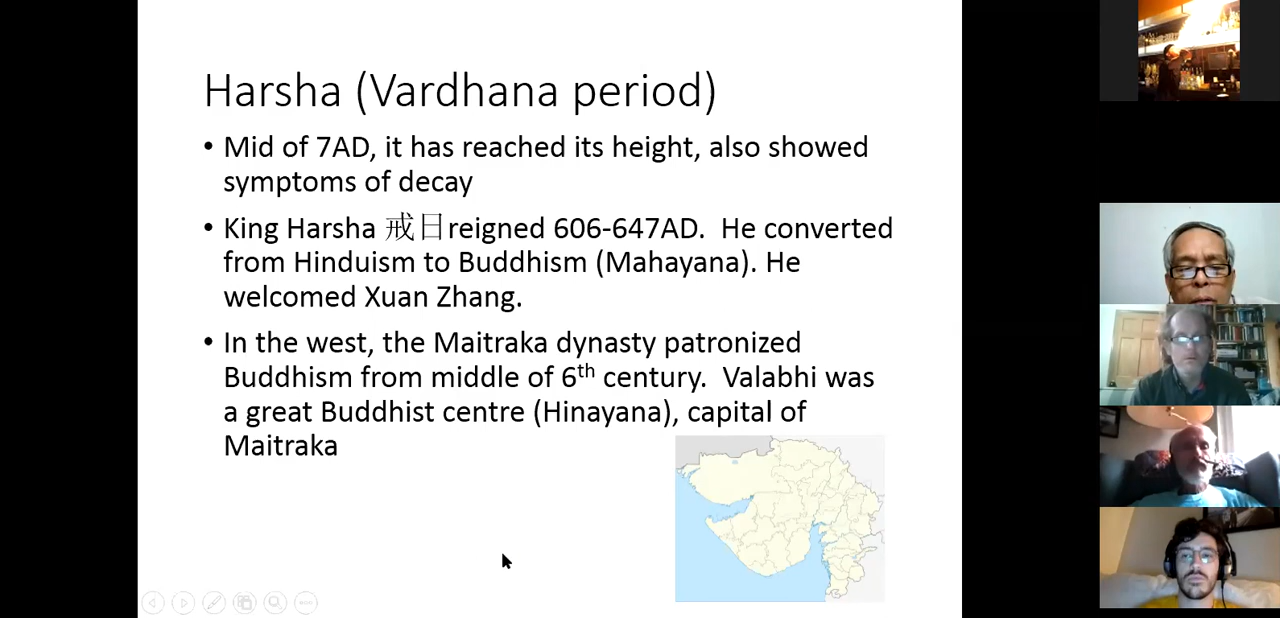 Harsha (Vardhana period)
• Mid of 7AD, it has reached its height, also showed
symptoms of decay
• King Harsha 戒日reigned 606-647AD. He converted
from Hinduism to Buddhism (Mahayana). He
welcomed Xuan Zhang.
• In the west, the Maitraka dynasty patronized
Buddhism from middle of 6th century. Valabhi was
a great Buddhist centre (Hinayana), capital of
Maitraka